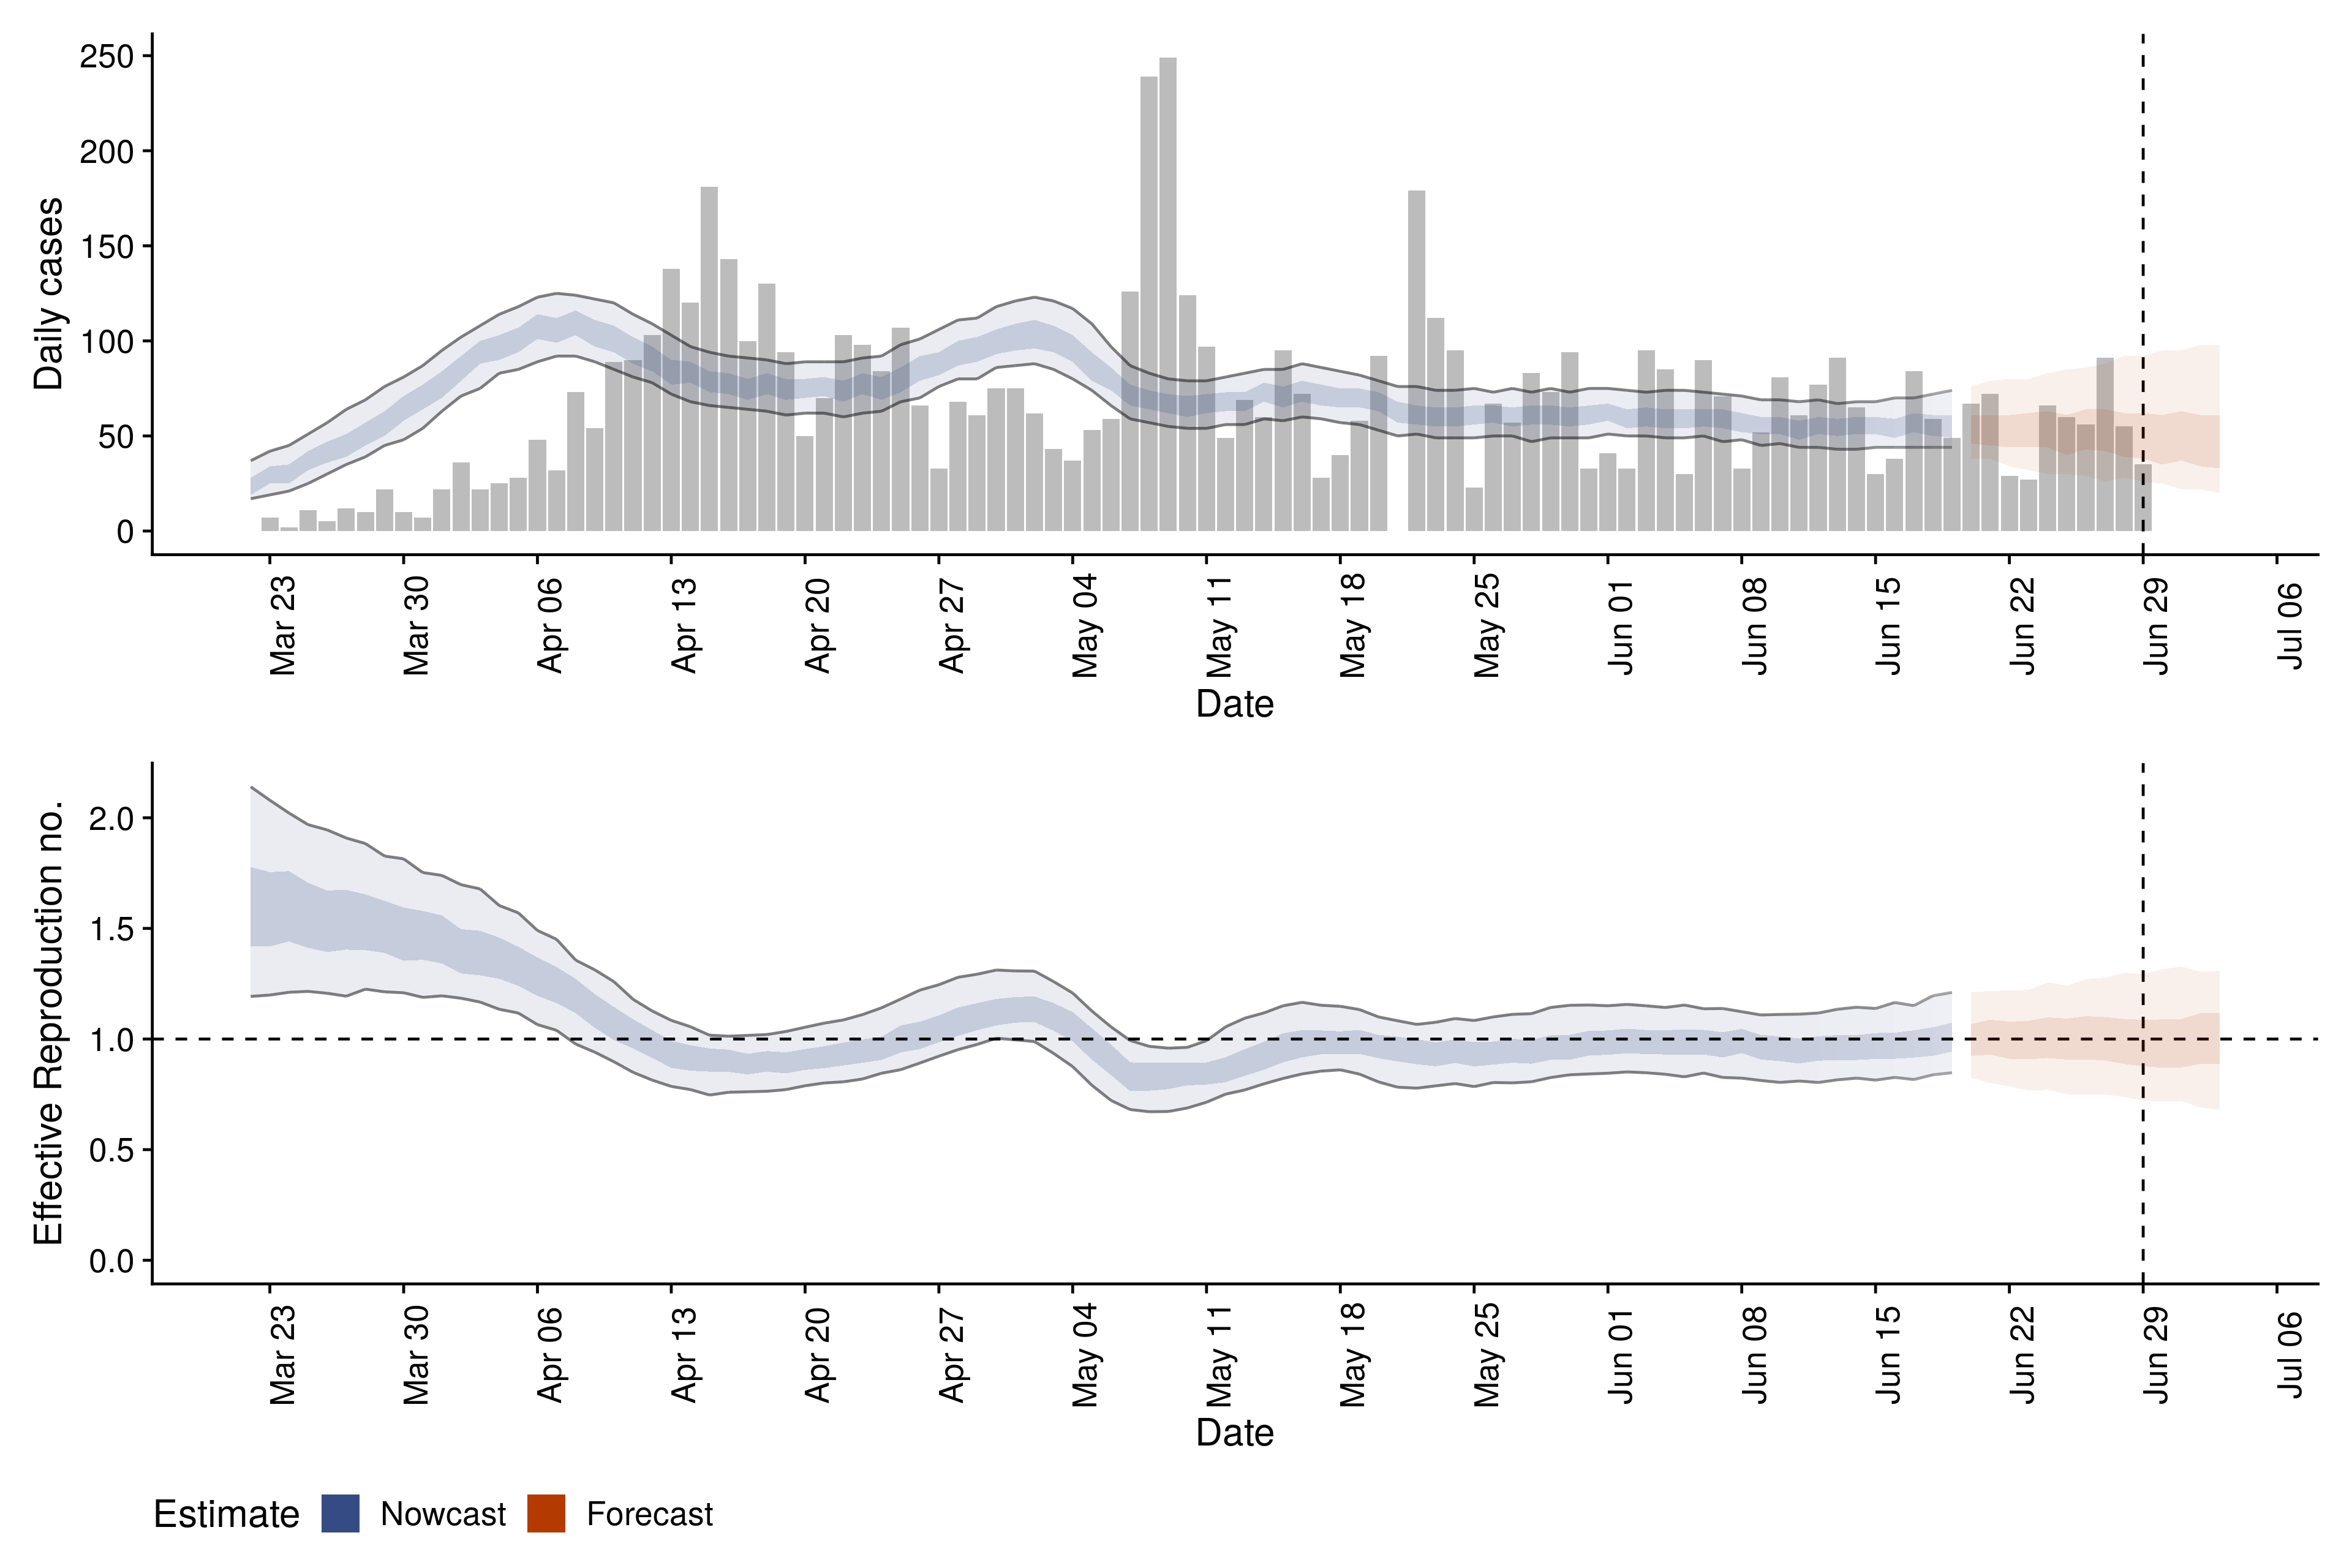 Daily cases
250
200
150
100
50
0
Mar 23
Mar 30
Apr 06
Apr 13
Apr 20
Apr 27
May 04
May 11
May 18
May 25
Jun 01
Jun 08
Jun 15
Jun 22
Jun 29
Jul 06
Date
Effective Reproduction no.
2.0
1.5
1.0
0.5
0.0
Mar 23
Mar 30
Apr 06
Apr 13
Apr 20
Apr 27
May 04
May 11
May 18
May 25
Jun 01
Jun 08
Jun 15
Jun 22
Jun 29
Jul 06
Date
Estimate Nowcast Forecast